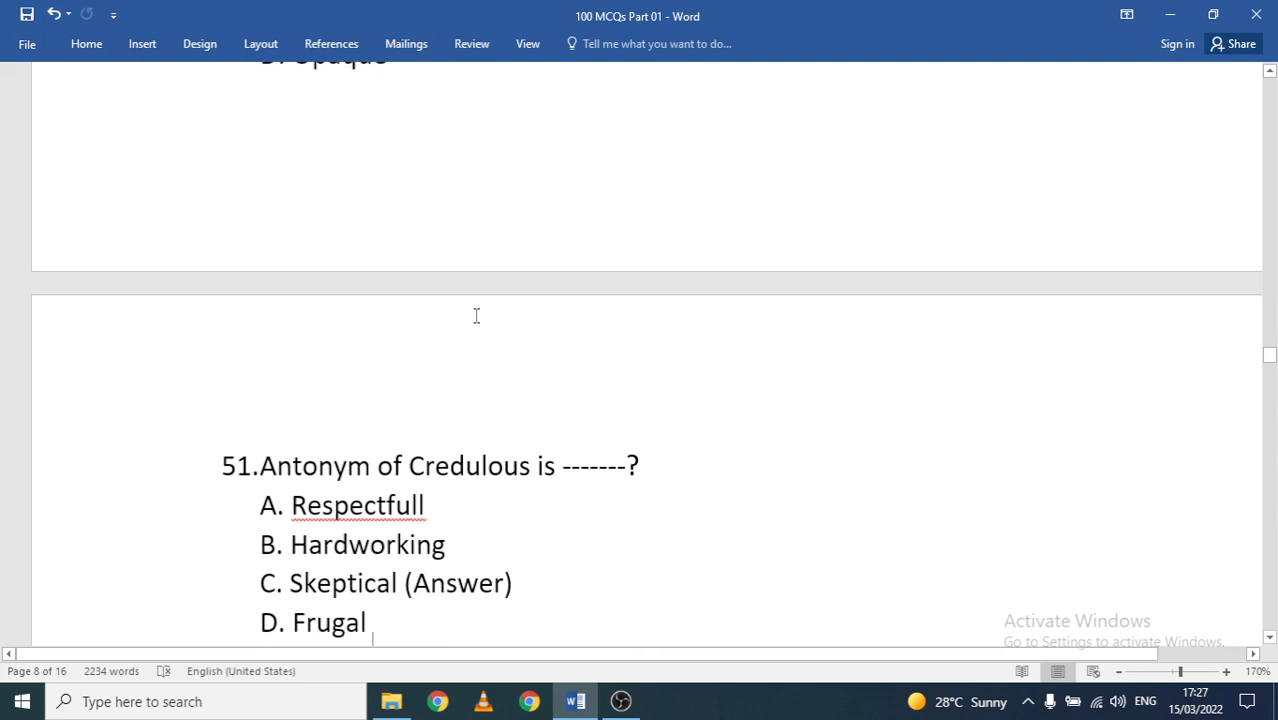 100 MCQs Part 01 - Word
File Home Insert Design Layout References Mailings Review View Tell me what you want to do... Sign in Share
D. Opaque
51.Antonym of Credulous is -------?
A. Respectfull
B. Hardworking
C. Skeptical (Answer)
D. Frugal
Activate Windows
Go to Settings to activate Windows.
Page 8 of 16 2234 words English (United States) 170%
Type here to search 28°C Sunny ENG 17:27
15/03/2022